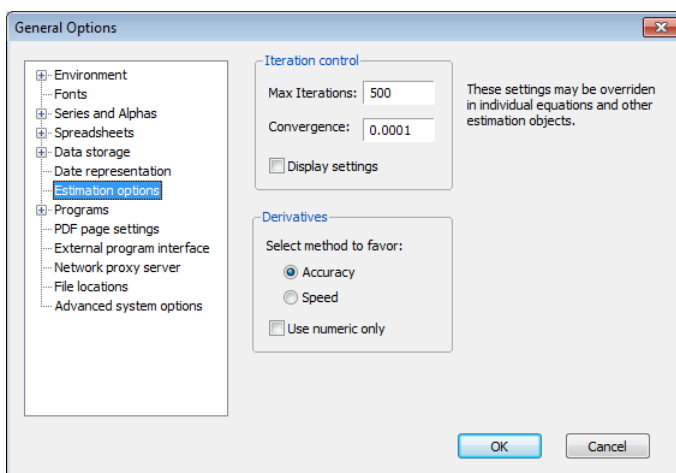 General Options
Environment
Fonts
Series and Alphas
Spreadsheets
Data storage
Date representation
Estimation options
Programs
PDF page settings
External program interface
Network proxy server
File locations
Advanced system options
Iteration control
Max Iterations: 500
Convergence: 0.0001
Display settings
Derivatives
Select method to favor:
Accuracy
Speed
Use numeric only
These settings may be overriden
in individual equations and other
estimation objects.
OK
Cancel